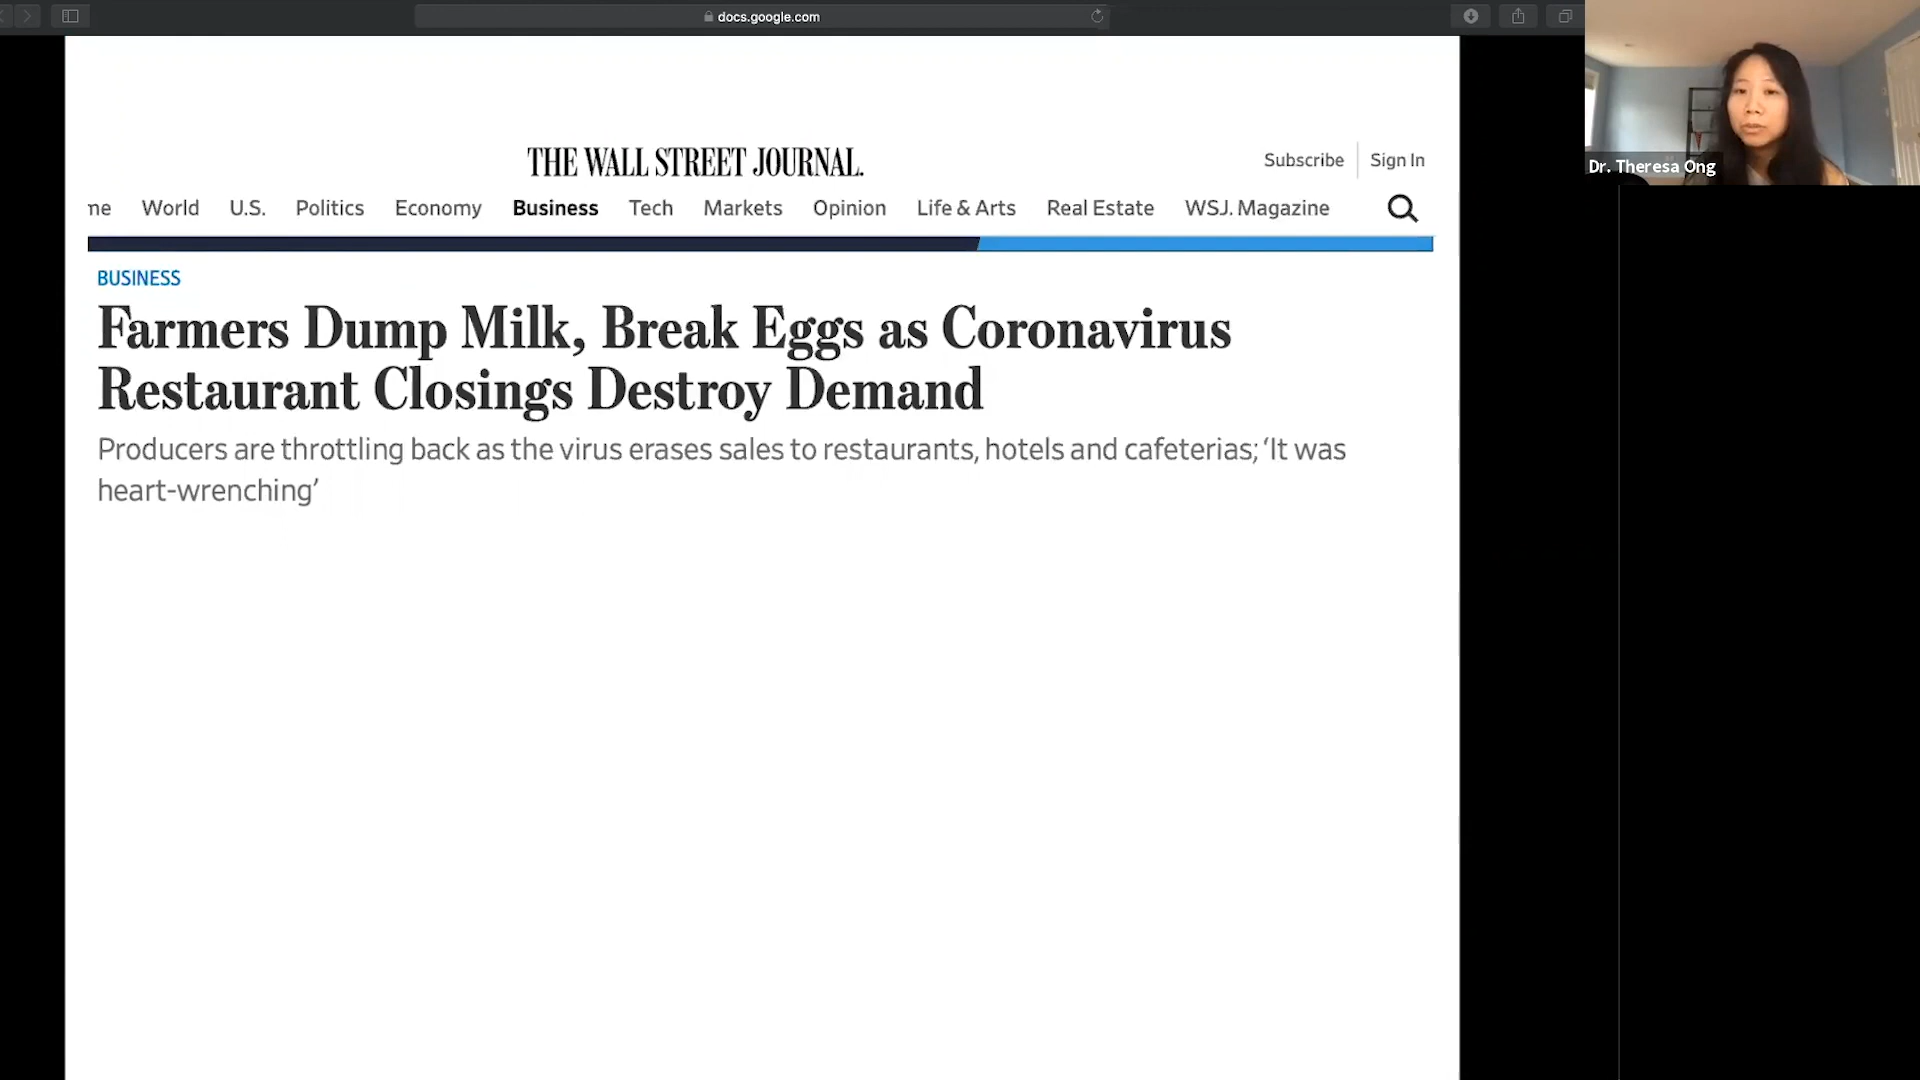 docs.google.com
Dr. Theresa Ong
THE WALL STREET JOURNAL.
Subscribe
Sign In
me World U.S. Politics Economy Business Tech Markets Opinion Life & Arts Real Estate WSJ. Magazine
BUSINESS
Farmers Dump Milk, Break Eggs as Coronavirus
Restaurant Closings Destroy Demand
Producers are throttling back as the virus erases sales to restaurants, hotels and cafeterias; ‘It was
heart-wrenching’